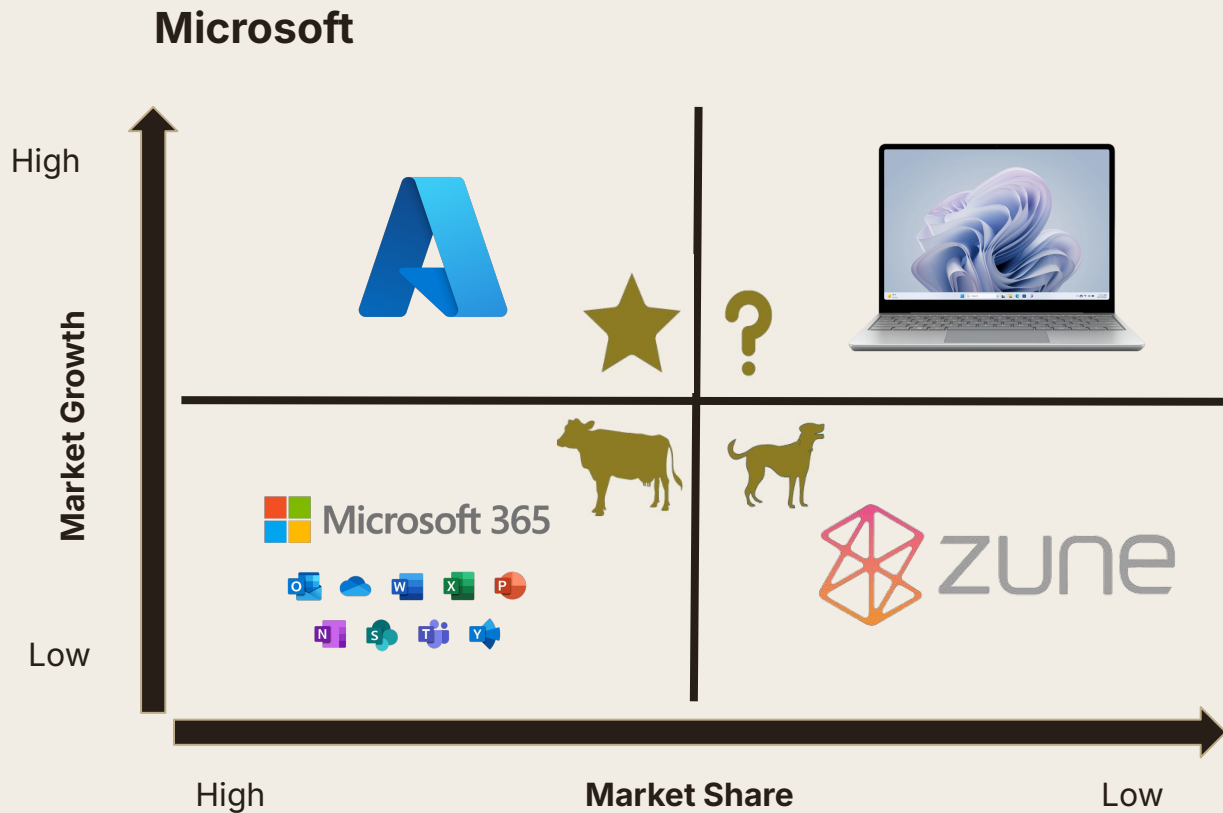 Microsoft
High
Market Growth
Low
?
Microsoft 365
O W X P
N S T Y
zune
High Market Share Low